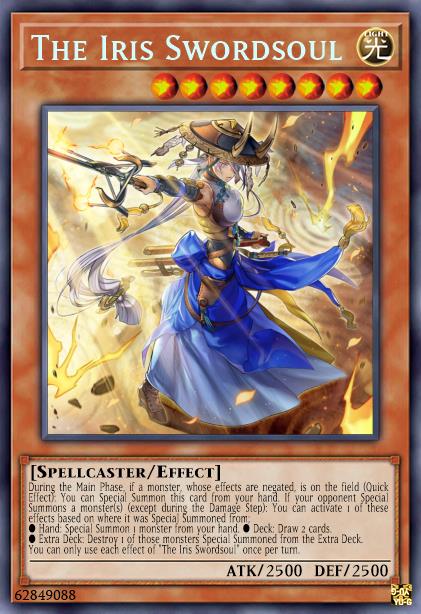 THE IRIS SWORDSOUL
LIGHT
光
[SPELLCASTER/EFFECT]
During the Main Phase, if a monster, whose effects are negated, is on the field (Quick
Effect): You can Special Summon this card from your hand. If your opponent Special
Summons a monster(s) (except during the Damage Step): You can activate 1 of these
effects based on where it was Special Summoned from:
● Hand: Special Summon 1 monster from your hand. ● Deck: Draw 2 cards.
● Extra Deck: Destroy 1 of those monsters Special Summoned from the Extra Deck.
You can only use each effect of "The Iris Swordsoul" once per turn.
ATK/2500 DEF/2500
62849088